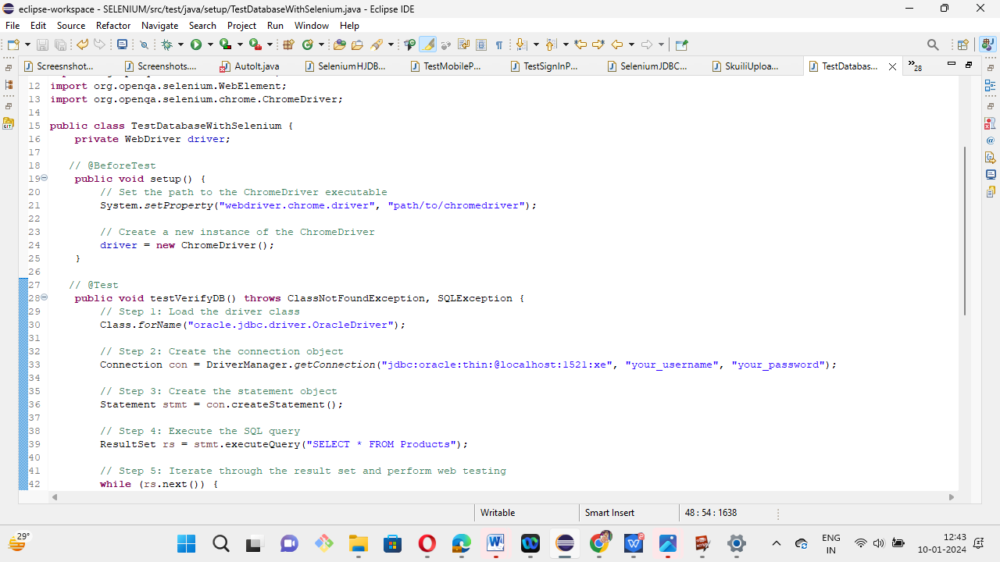 eclipse-workspace - SELENIUM/src/test/java/setup/TestDatabaseWithSelenium.java - Eclipse IDE
File Edit Source Refactor Navigate Search Project Run Window Help
Screesnshot... Screenshots.... AutoIt.java SeleniumHJDB... TestMobileP... TestSignInP... SeleniumJDBC... SkuiliUploa... TestDatabas... »28
12 import org.openqa.selenium.WebElement;
13 import org.openqa.selenium.chrome.ChromeDriver;
14
15 public class TestDatabaseWithSelenium {
16 private WebDriver driver;
17
18 // @BeforeTest
19 public void setup() {
20 // Set the path to the ChromeDriver executable
21 System.setProperty("webdriver.chrome.driver", "path/to/chromedriver");
22
23 // Create a new instance of the ChromeDriver
24 driver = new ChromeDriver();
25 }
26
27 // @Test
28 public void testVerifyDB() throws ClassNotFoundException, SQLException {
29 // Step 1: Load the driver class
30 Class.forName("oracle.jdbc.driver.OracleDriver");
31
32 // Step 2: Create the connection object
33 Connection con = DriverManager.getConnection("jdbc:oracle:thin:@localhost:1521:xe", "your_username", "your_password");
34
35 // Step 3: Create the statement object
36 Statement stmt = con.createStatement();
37
38 // Step 4: Execute the SQL query
39 ResultSet rs = stmt.executeQuery("SELECT * FROM Products");
40
41 // Step 5: Iterate through the result set and perform web testing
42 while (rs.next()) {
Writable Smart Insert 48 : 54 : 1638
29°
ENG
IN
12:43
10-01-2024